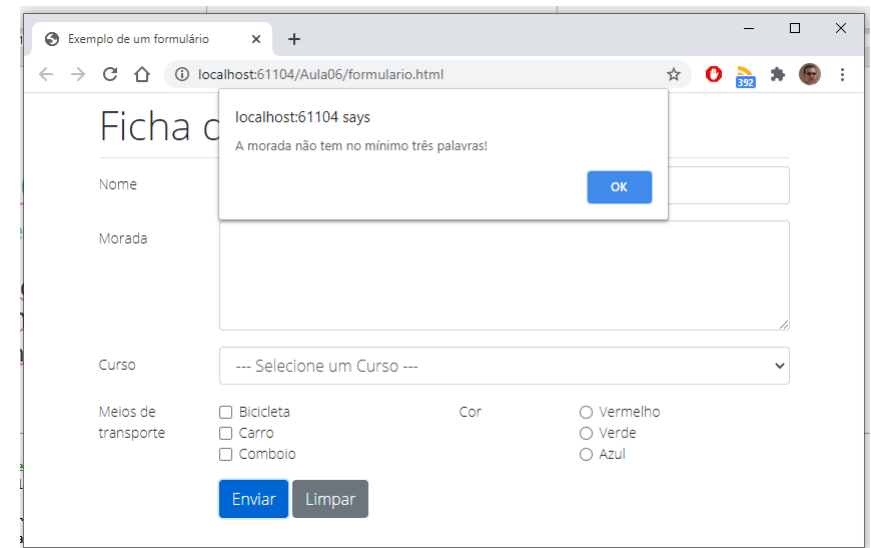 Exemplo de um formulário
localhost:61104/Aula06/formulario.html
392
localhost:61104 says
A morada não tem no mínimo três palavras!
OK
Ficha
Nome
Morada
Curso
--- Selecione um Curso ---
Meios de transporte
Bicicleta
Carro
Comboio
Cor
Vermelho
Verde
Azul
Enviar
Limpar